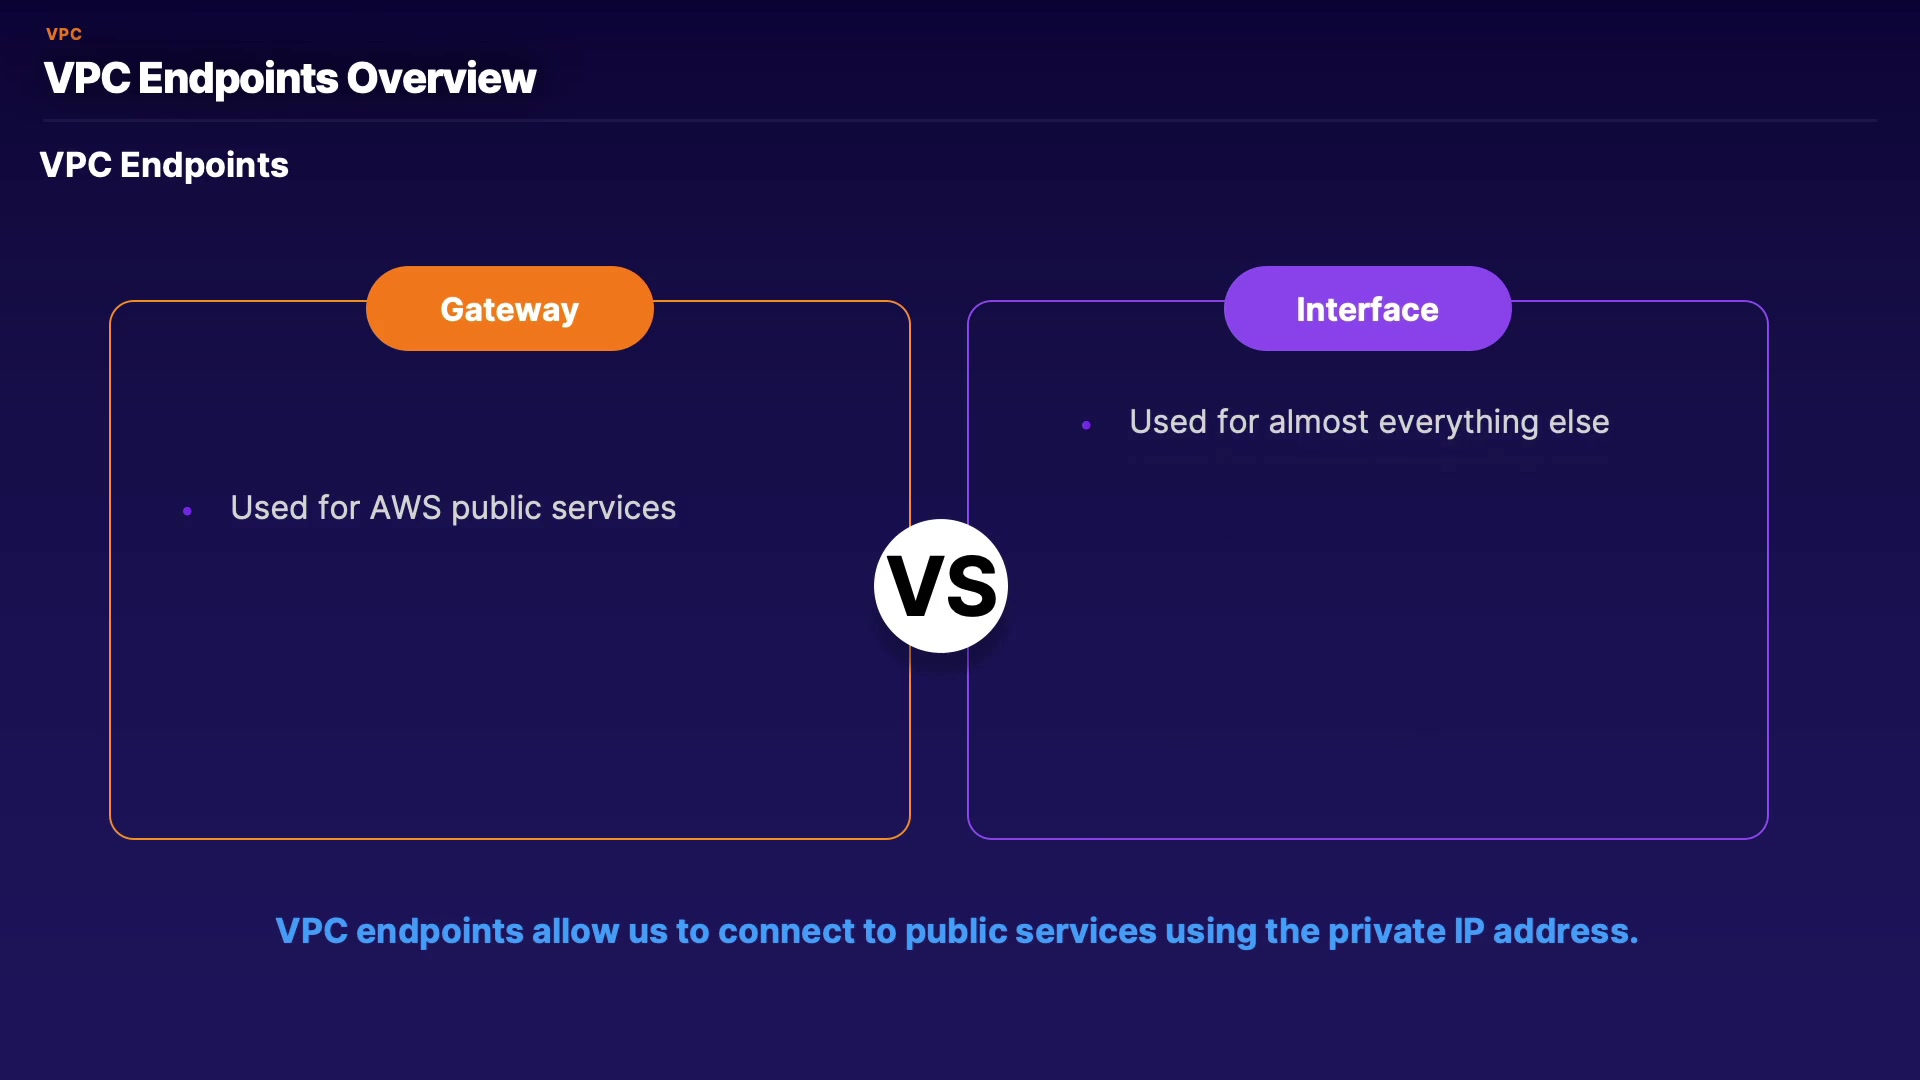 VPC
VPC Endpoints Overview
VPC Endpoints
Gateway
Used for AWS public services
VS
Interface
Used for almost everything else
VPC endpoints allow us to connect to public services using the private IP address.